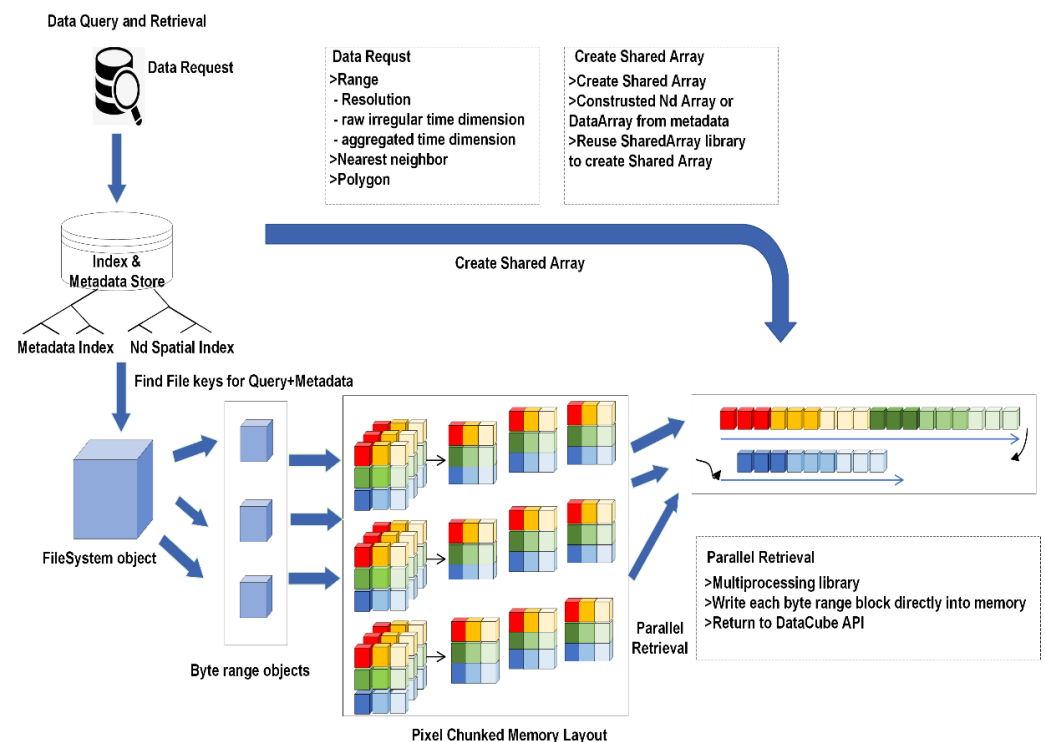 Data Query and Retrieval
Data Request
Data Requst
>Range
- Resolution
- raw irregular time dimension
- aggregated time dimension
>Nearest neighbor
>Polygon
Create Shared Array
>Create Shared Array
>Construsted Nd Array or
DataArray from metadata
>Reuse SharedArray library
to create Shared Array
Index &
Metadata Store
Create Shared Array
Metadata Index
Nd Spatial Index
Find File keys for Query+Metadata
FileSystem object
Byte range objects
Pixel Chunked Memory Layout
Parallel
Retrieval
Parallel Retrieval
>Multiprocessing library
>Write each byte range block directly into memory
>Return to DataCube API